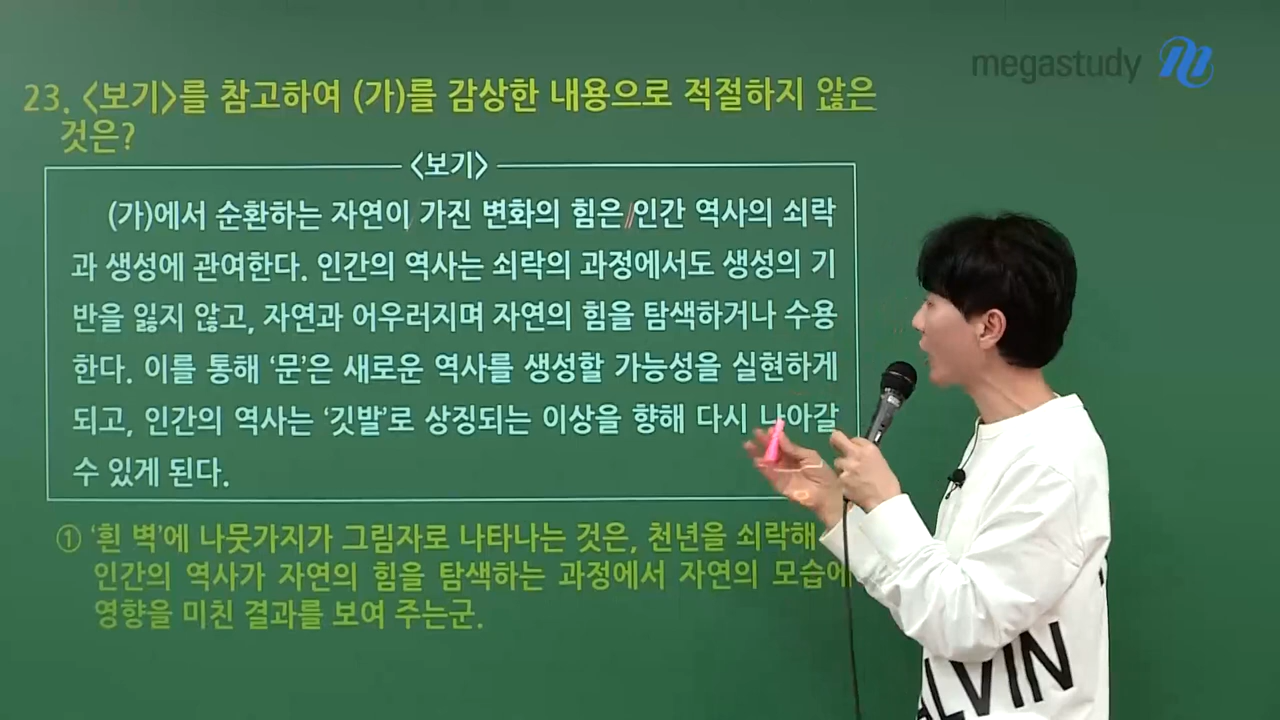 megastudy
23. <보기>를 참고하여 (가)를 감상한 내용으로 적절하지 않은
것은?
<보기>
(가)에서 순환하는 자연이 가진 변화의 힘은 인간 역사의 쇠락
과 생성에 관여한다. 인간의 역사는 쇠락의 과정에서도 생성의 기
반을 잃지 않고, 자연과 어우러지며 자연의 힘을 탐색하거나 수용
한다. 이를 통해 ‘문’은 새로운 역사를 생성할 가능성을 실현하게
되고, 인간의 역사는 ‘깃발’로 상징되는 이상을 향해 다시 나아갈
수 있게 된다.
① ‘흰 벽’에 나뭇가지가 그림자로 나타나는 것은, 천년을 쇠락해
인간의 역사가 자연의 힘을 탐색하는 과정에서 자연의 모습에
영향을 미친 결과를 보여 주는군.
ALVIN